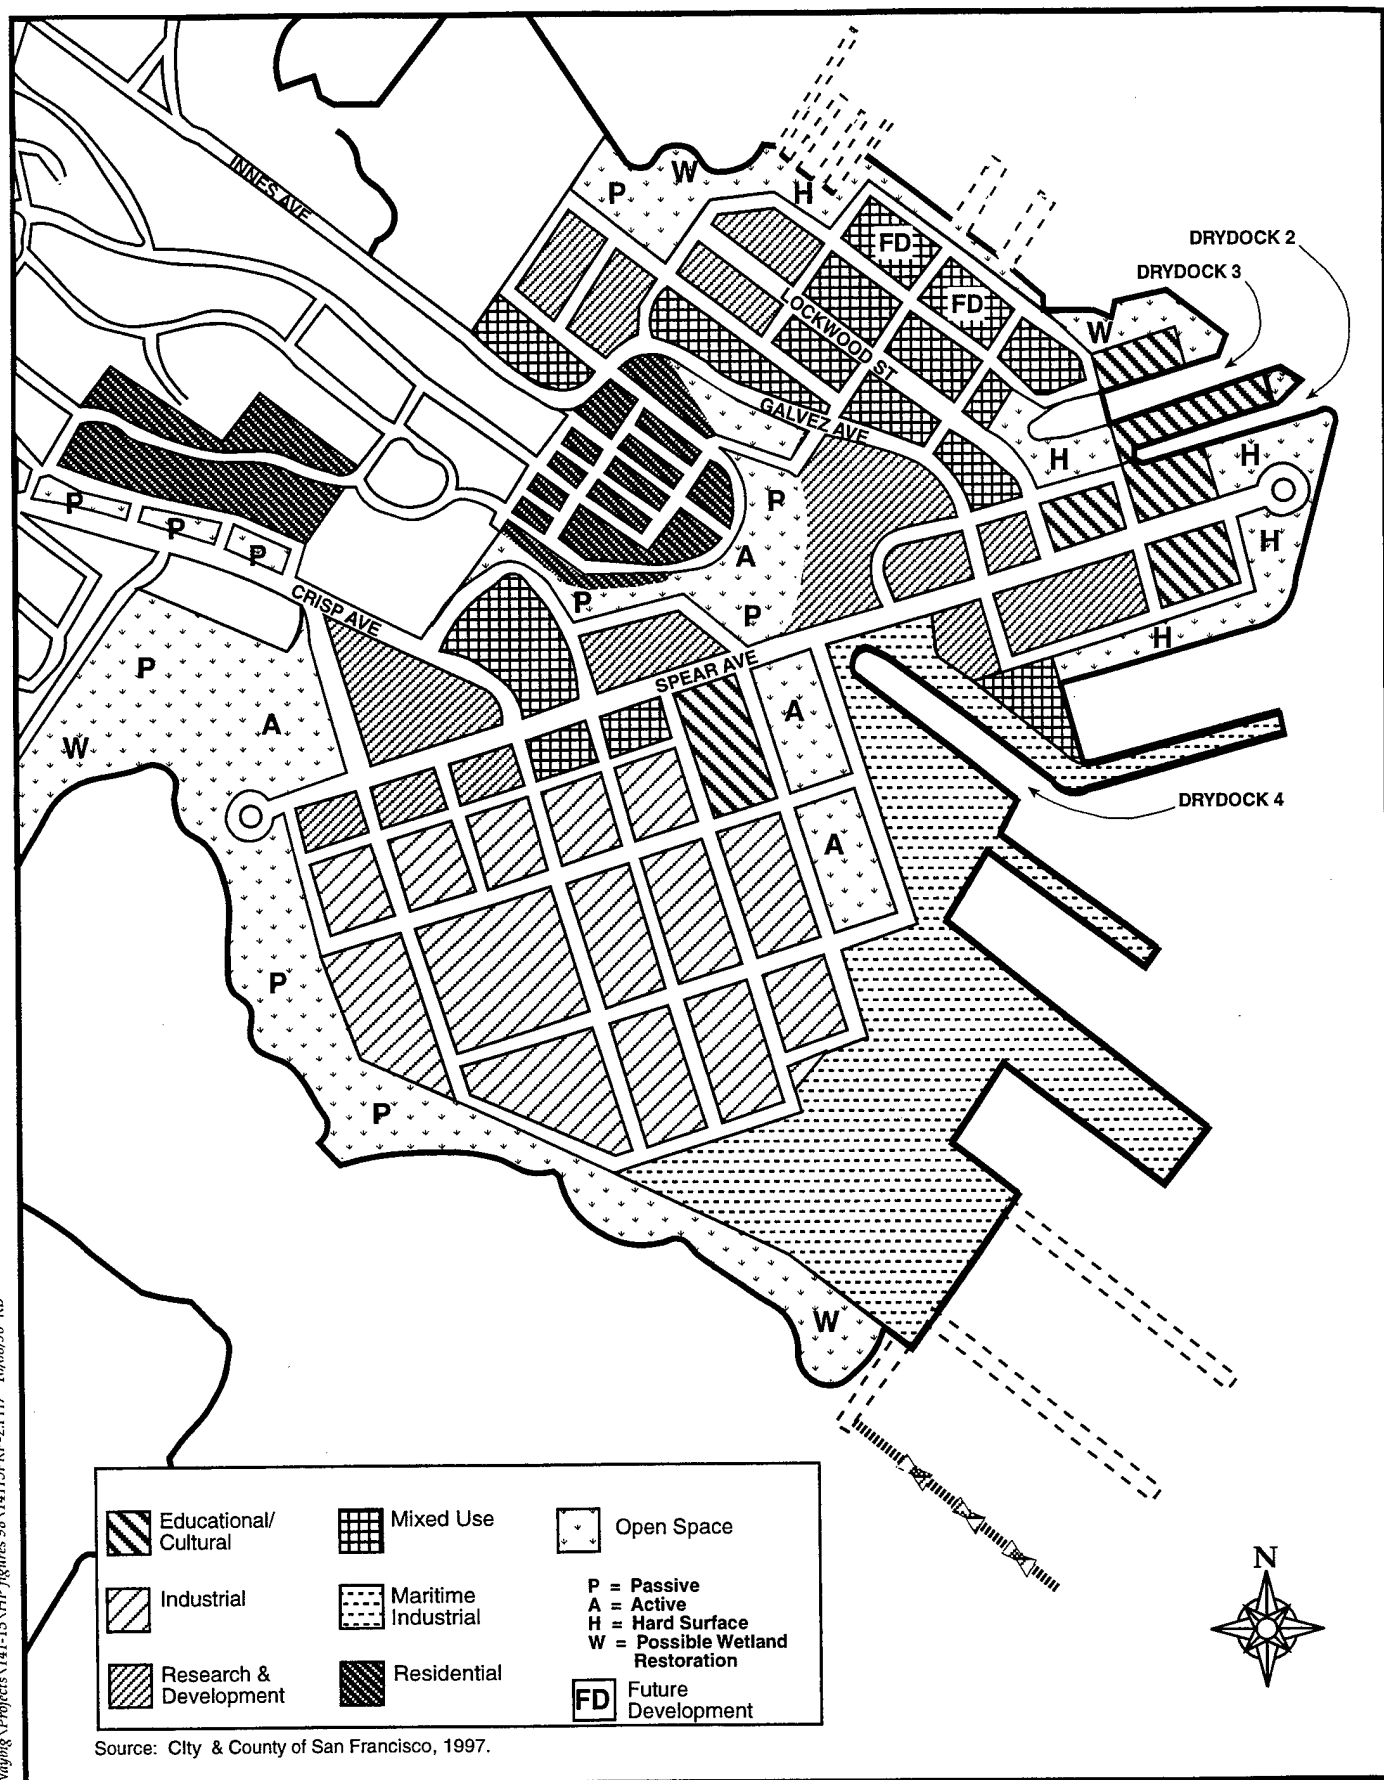 INNES AVE
P
W
H
FD
FD
DRYDOCK 2
DRYDOCK 3
W
LOCKWOOD ST
GALVEZ AVE
H
H
P
P
P
P
A
H
CRISP AVE
P
P
H
SPEAR AVE
P
A
A
W
DRYDOCK 4
A
P
P
W
Educational/
Cultural
Mixed Use
Open Space
Industrial
Maritime
Industrial
P = Passive
A = Active
H = Hard Surface
W = Possible Wetland
Restoration
Research &
Development
Residential
FD Future
Development
N
Source: City & County of San Francisco, 1997.